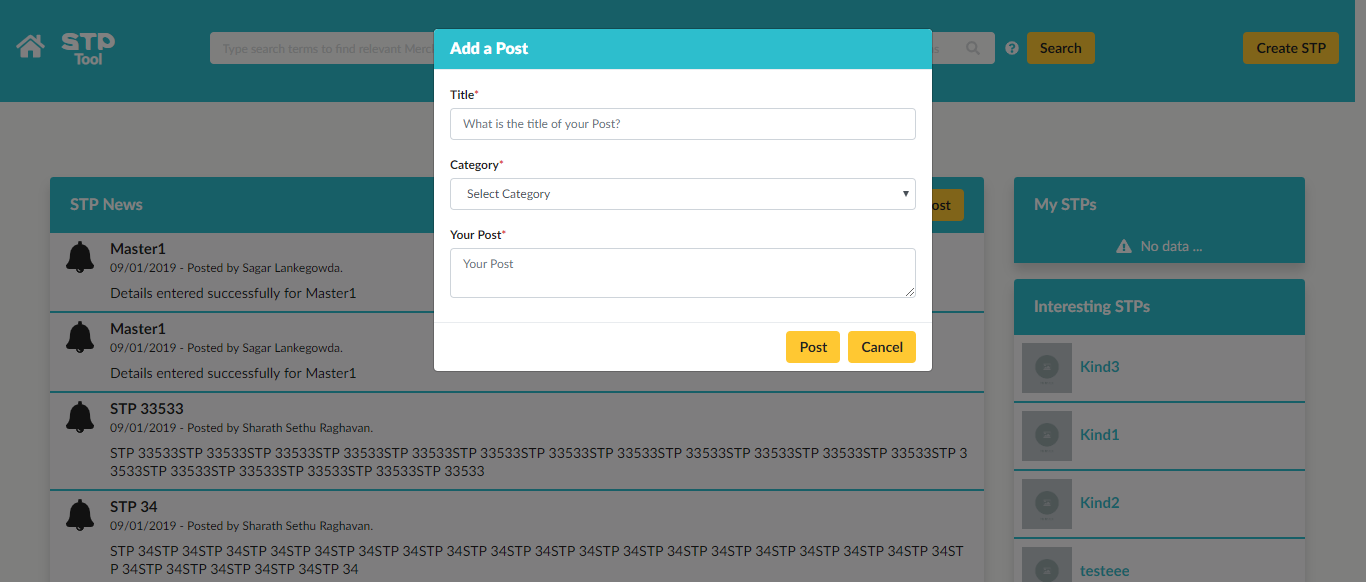 STP
Tool
Type search terms to find relevant Merc
?
Search
Create STP
Add a Post
Title*
What is the title of your Post?
Category*
Select Category
Your Post*
Your Post
Post
Cancel
STP News
ost
Master1
09/01/2019 - Posted by Sagar Lankegowda.
Details entered successfully for Master1
Master1
09/01/2019 - Posted by Sagar Lankegowda.
Details entered successfully for Master1
STP 33533
09/01/2019 - Posted by Sharath Sethu Raghavan.
STP 33533STP 33533STP 33533STP 33533STP 33533STP 33533STP 33533STP 33533STP 33533STP 33533STP 33533STP 33533STP 3
3533STP 33533STP 33533STP 33533STP 33533STP 33533
STP 34
09/01/2019 - Posted by Sharath Sethu Raghavan.
STP 34STP 34STP 34STP 34STP 34STP 34STP 34STP 34STP 34STP 34STP 34STP 34STP 34STP 34STP 34STP 34STP 34STP 34STP 34ST
P 34STP 34STP 34STP 34STP 34STP 34
My STPs
No data ...
Interesting STPs
Kind3
Kind1
Kind2
testeee